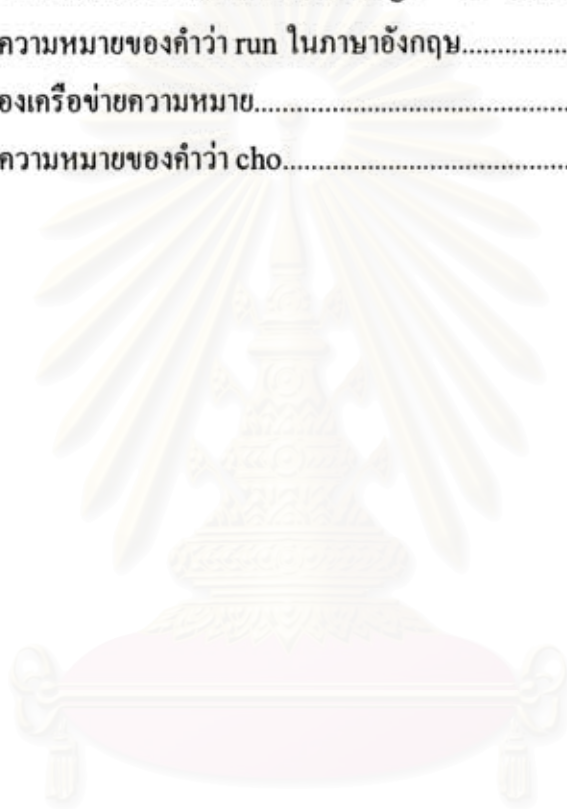 ความหมายของคำว่า run ในภาษาอังกฤษ.................
องเครือข่ายความหมาย.................................................
ความหมายของคำว่า cho.............................................